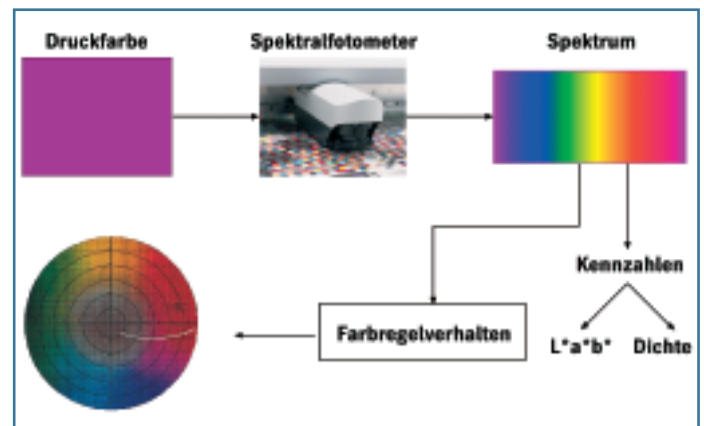 Druckfarbe
Spektralfotometer
Spektrum
Kennzahlen
Farbregelverhalten
L*a*b* Dichte